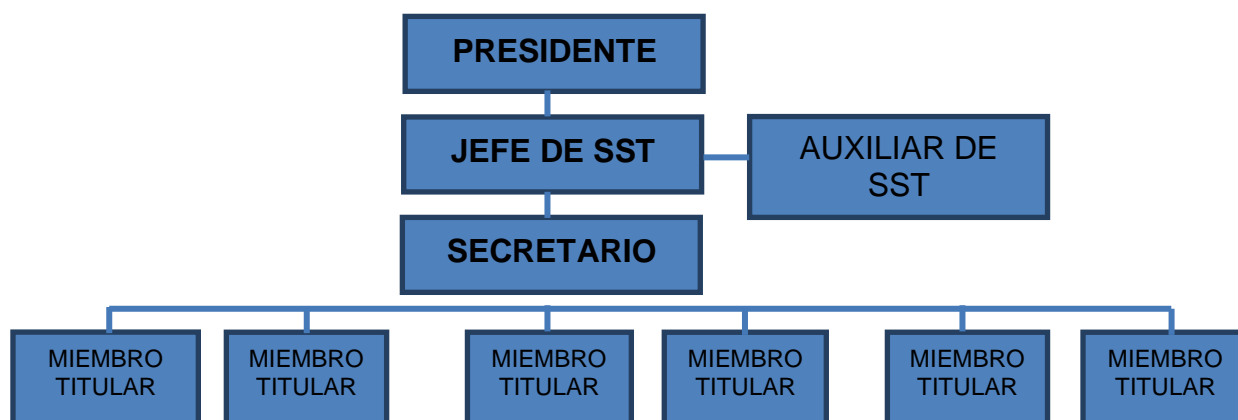 PRESIDENTE
JEFE DE SST
AUXILIAR DE
SST
SECRETARIO
MIEMBRO
TITULAR
MIEMBRO
TITULAR
MIEMBRO
TITULAR
MIEMBRO
TITULAR
MIEMBRO
TITULAR
MIEMBRO
TITULAR